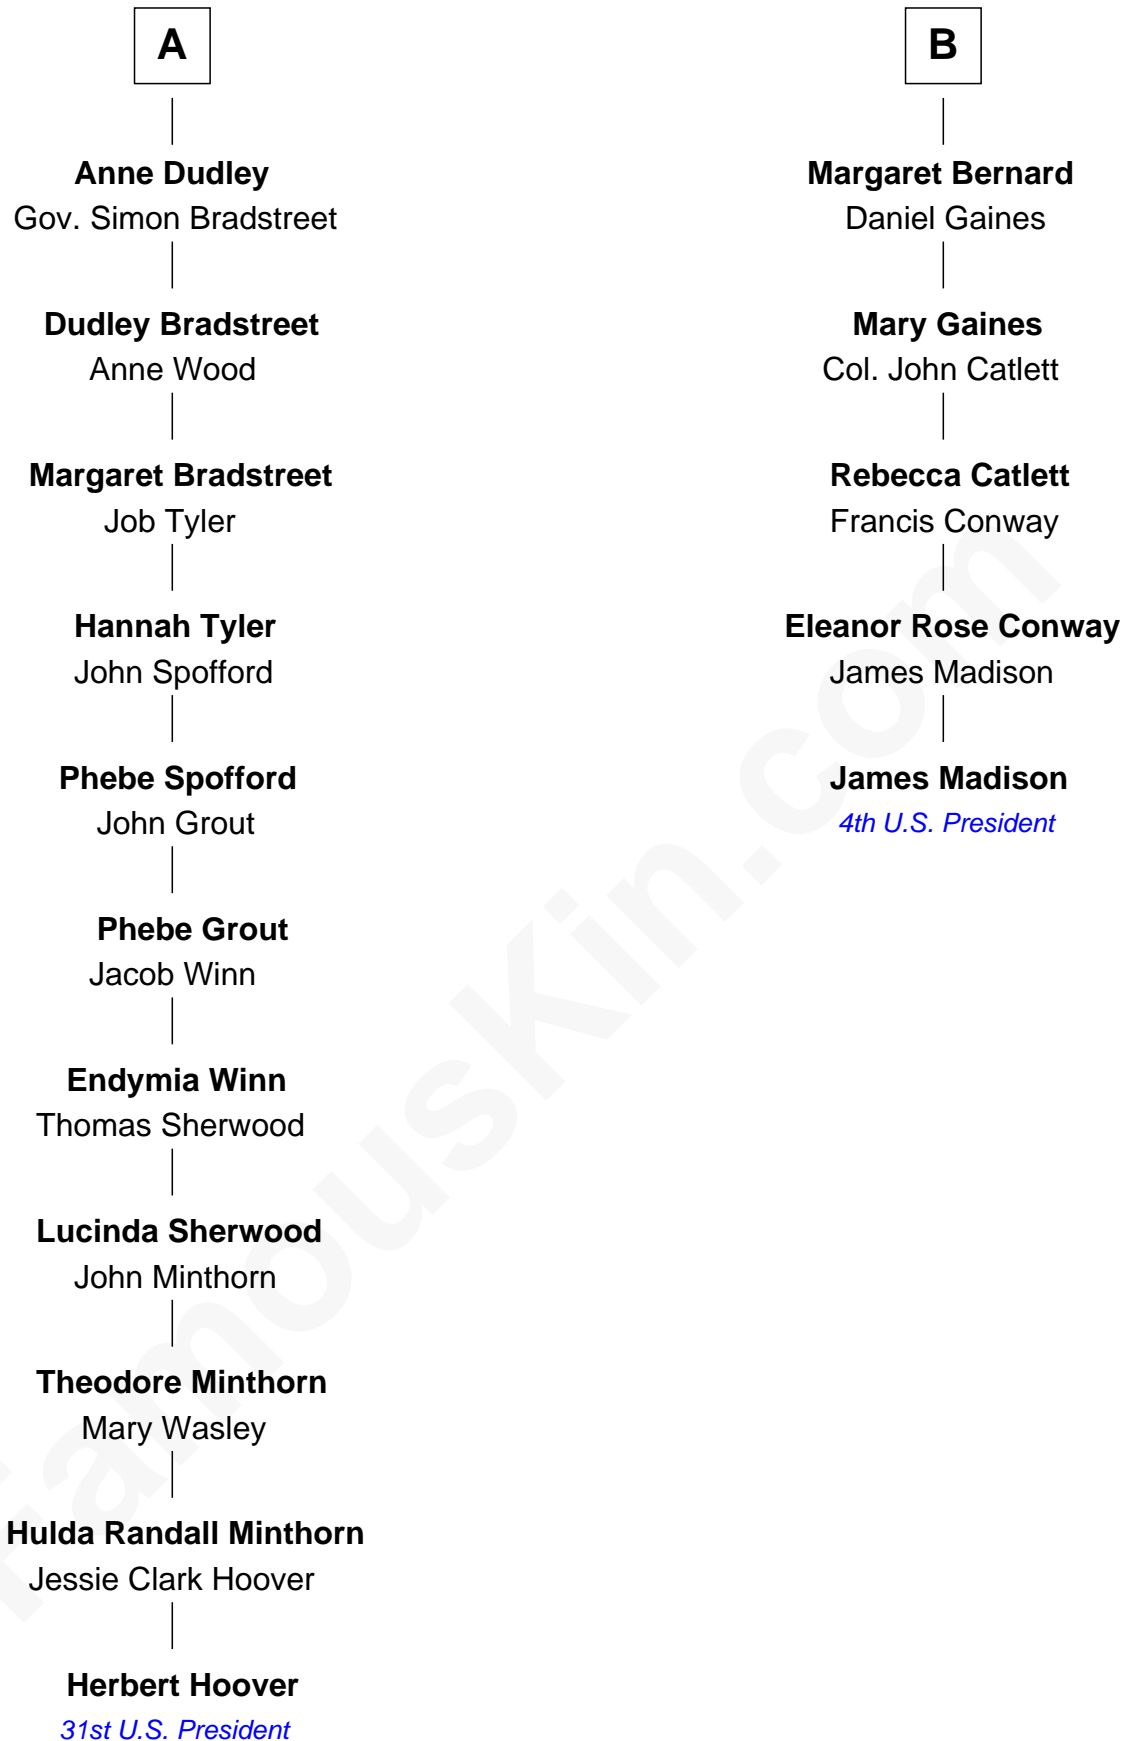 A
Anne Dudley
Gov. Simon Bradstreet
Dudley Bradstreet
Anne Wood
Margaret Bradstreet
Job Tyler
Hannah Tyler
John Spofford
Phebe Spofford
John Grout
Phebe Grout
Jacob Winn
Endymia Winn
Thomas Sherwood
Lucinda Sherwood
John Minthorn
Theodore Minthorn
Mary Wasley
Hulda Randall Minthorn
Jessie Clark Hoover
Herbert Hoover
31st U.S. President
B
Margaret Bernard
Daniel Gaines
Mary Gaines
Col. John Catlett
Rebecca Catlett
Francis Conway
Eleanor Rose Conway
James Madison
James Madison
4th U.S. President
famouskin.com